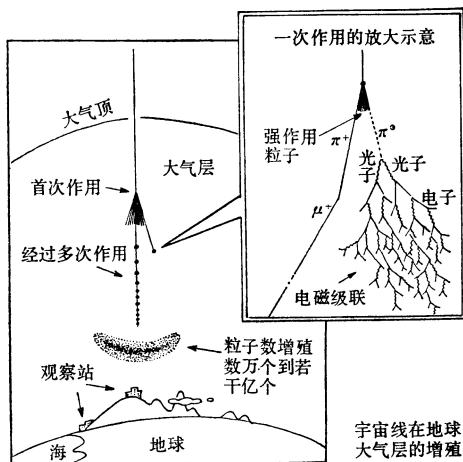 一次作用的放大示意
大气顶
强作用
粒子
π⁺
π⁰
光子
光子
电子
μ⁺
电磁级联
大气层
首次作用
经过多次作用
粒子数增殖
数万个到若
干亿个
观察站
海
地球
宇宙线在地球
大气层的增殖